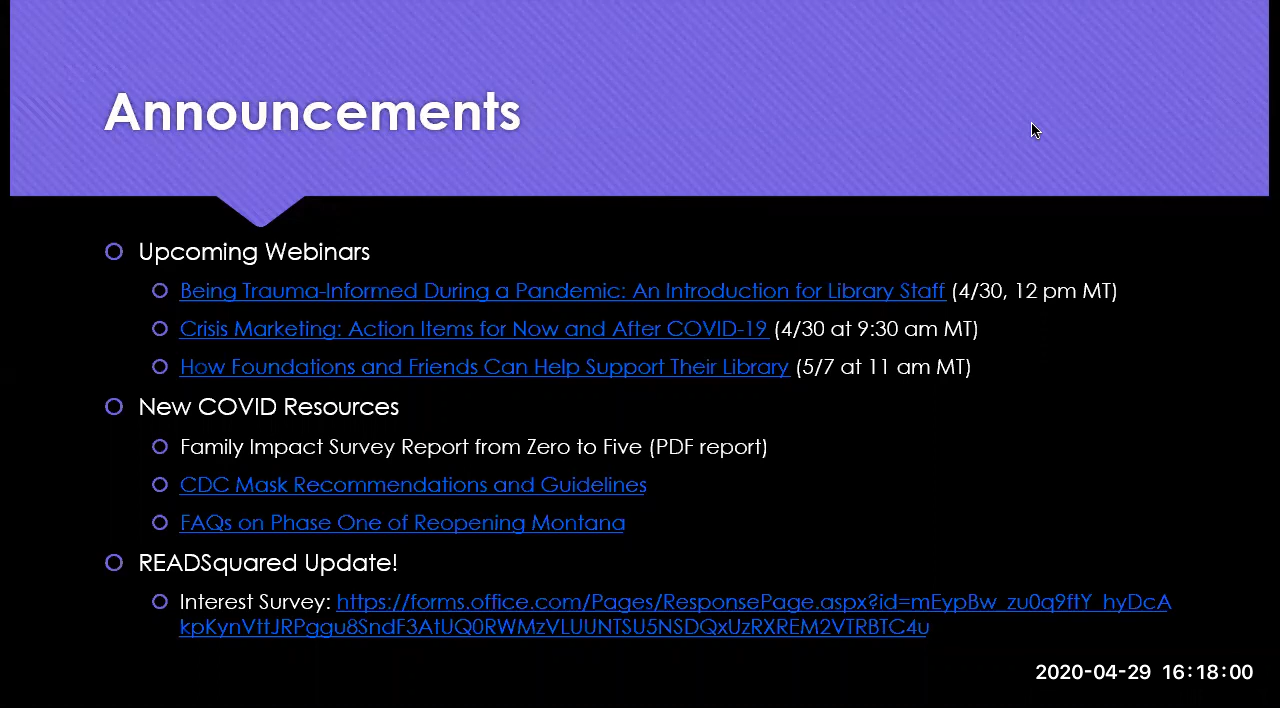 Announcements
Upcoming Webinars
Being Trauma-Informed During a Pandemic: An Introduction for Library Staff (4/30, 12 pm MT)
Crisis Marketing: Action Items for Now and After COVID-19 (4/30 at 9:30 am MT)
How Foundations and Friends Can Help Support Their Library (5/7 at 11 am MT)
New COVID Resources
Family Impact Survey Report from Zero to Five (PDF report)
CDC Mask Recommendations and Guidelines
FAQs on Phase One of Reopening Montana
READSquared Update!
Interest Survey: https://forms.office.com/Pages/ResponsePage.aspx?id=mEypBw_zu0q9ftY_hyDcA
kpKynVttJRPggu8SndF3AtUQ0RWMzVLUUNTSU5NSDQxUzRXREM2VTRBTC4u
2020-04-29 16:18:00